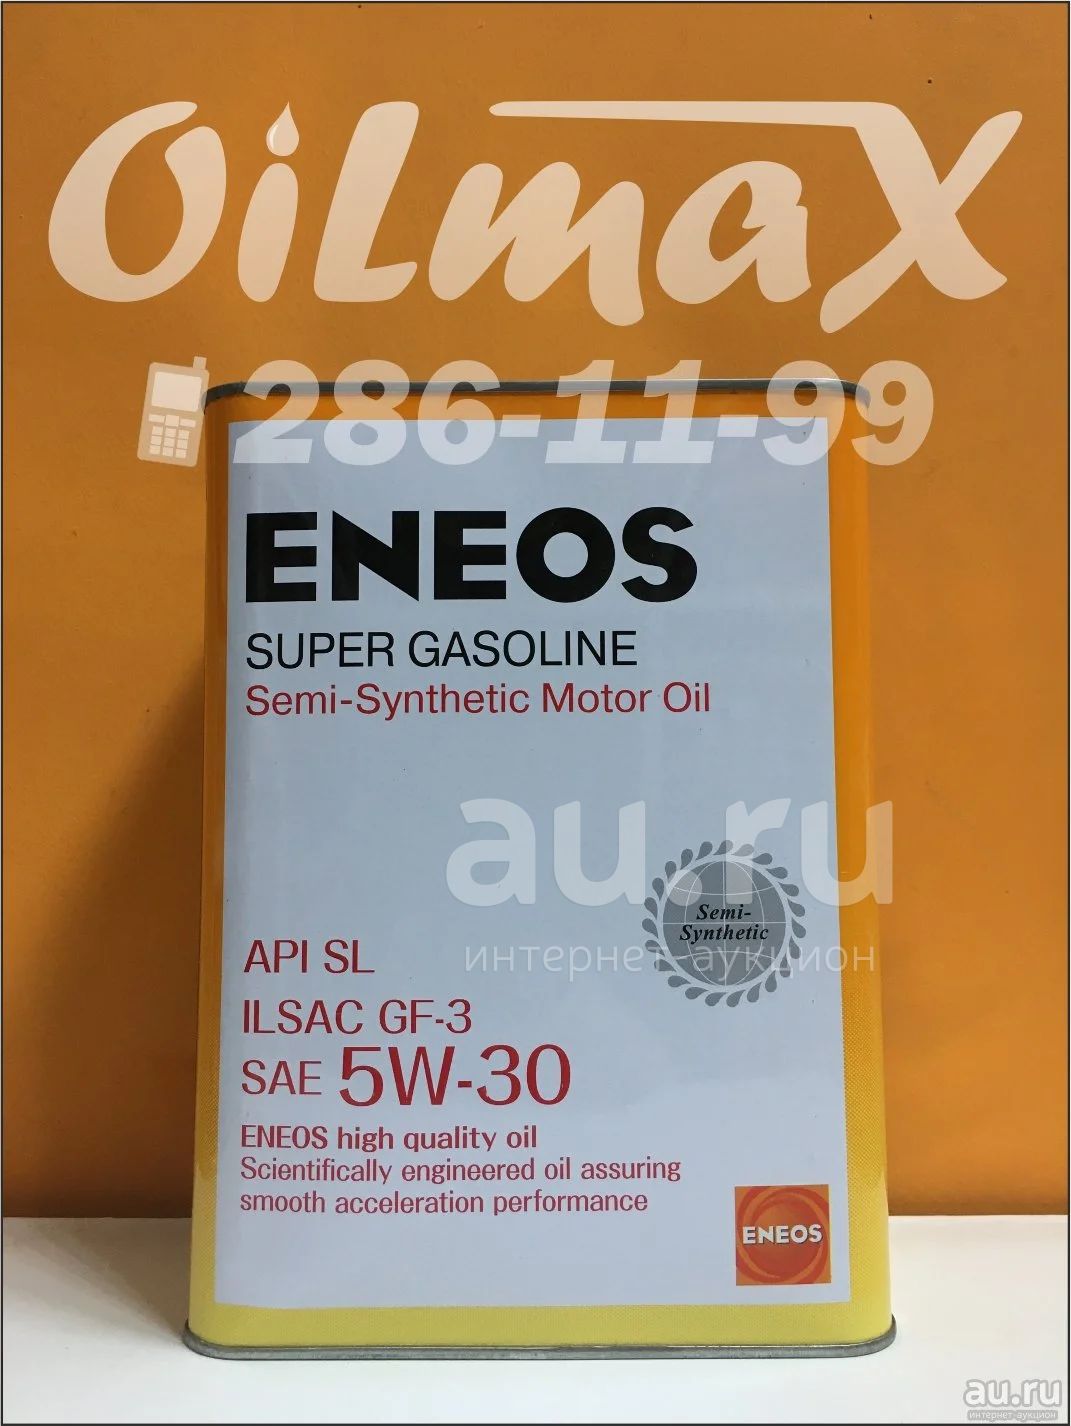 OilmaX
286-11-99
ENEOS
SUPER GASOLINE
Semi-Synthetic Motor Oil
au.ru
интернет-аукцион
Semi-
Synthetic
API SL
ILSAC GF-3
SAE 5W-30
ENEOS high quality oil
Scientifically engineered oil assuring
smooth acceleration performance
ENEOS
au.ru
интернет-аукцион